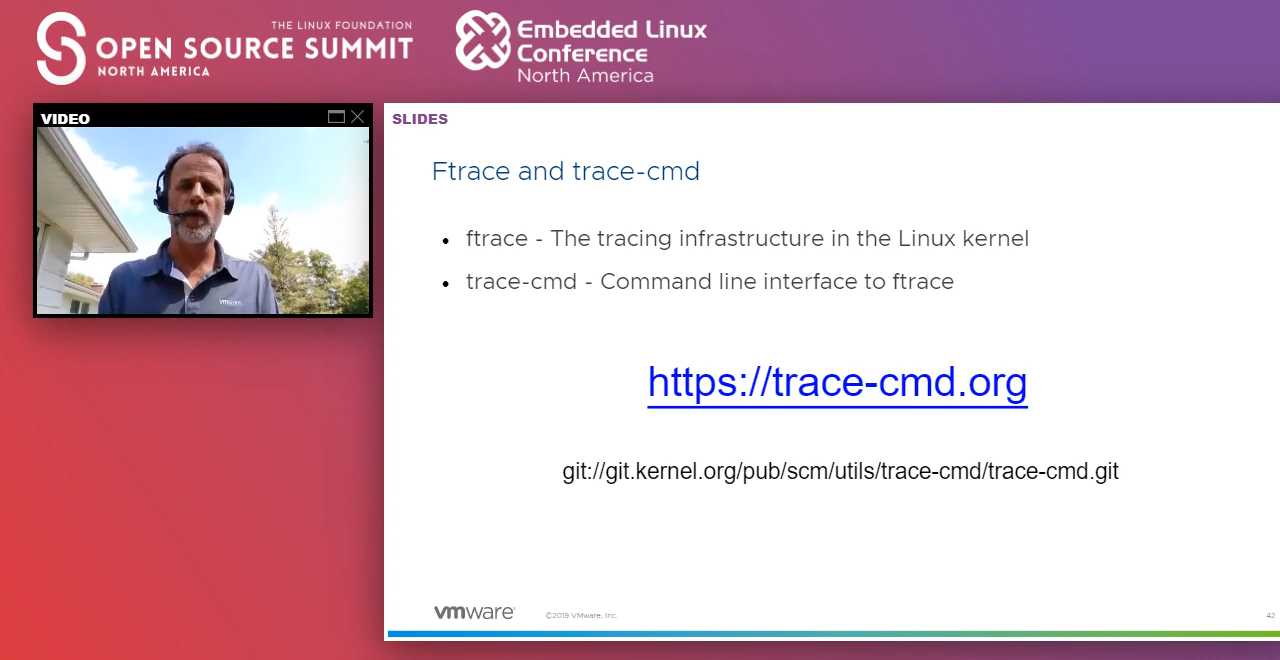 THE LINUX FOUNDATION
OPEN SOURCE SUMMIT
NORTH AMERICA
Embedded Linux
Conference
North America
VIDEO
vmware
SLIDES
Ftrace and trace-cmd
• ftrace - The tracing infrastructure in the Linux kernel
• trace-cmd - Command line interface to ftrace
https://trace-cmd.org
git://git.kernel.org/pub/scm/utils/trace-cmd/trace-cmd.git
vmware®
©2019 VMware, Inc.
42